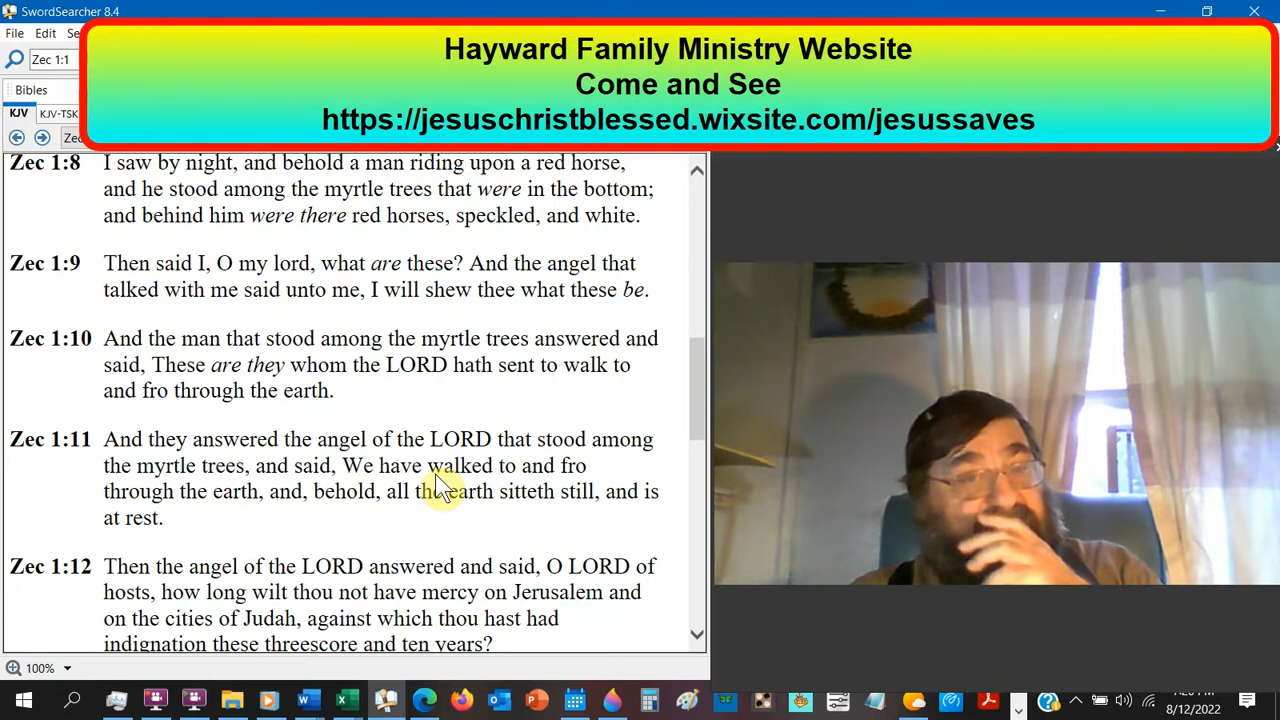 SwordSearcher 8.4
File Edit Se
Hayward Family Ministry Website
Come and See
https://jesuschristblessed.wixsite.com/jesussaves
Zec 1:1
Bibles
KJV KJV-TSK
Zec
Zec 1:8 I saw by night, and behold a man riding upon a red horse,
and he stood among the myrtle trees that were in the bottom;
and behind him were there red horses, speckled, and white.
Zec 1:9 Then said I, O my lord, what are these? And the angel that
talked with me said unto me, I will shew thee what these be.
Zec 1:10 And the man that stood among the myrtle trees answered and
said, These are they whom the LORD hath sent to walk to
and fro through the earth.
Zec 1:11 And they answered the angel of the LORD that stood among
the myrtle trees, and said, We have walked to and fro
through the earth, and, behold, all the earth sitteth still, and is
at rest.
Zec 1:12 Then the angel of the LORD answered and said, O LORD of
hosts, how long wilt thou not have mercy on Jerusalem and
on the cities of Judah, against which thou hast had
indignation these threescore and ten years?
100%
8/12/2022